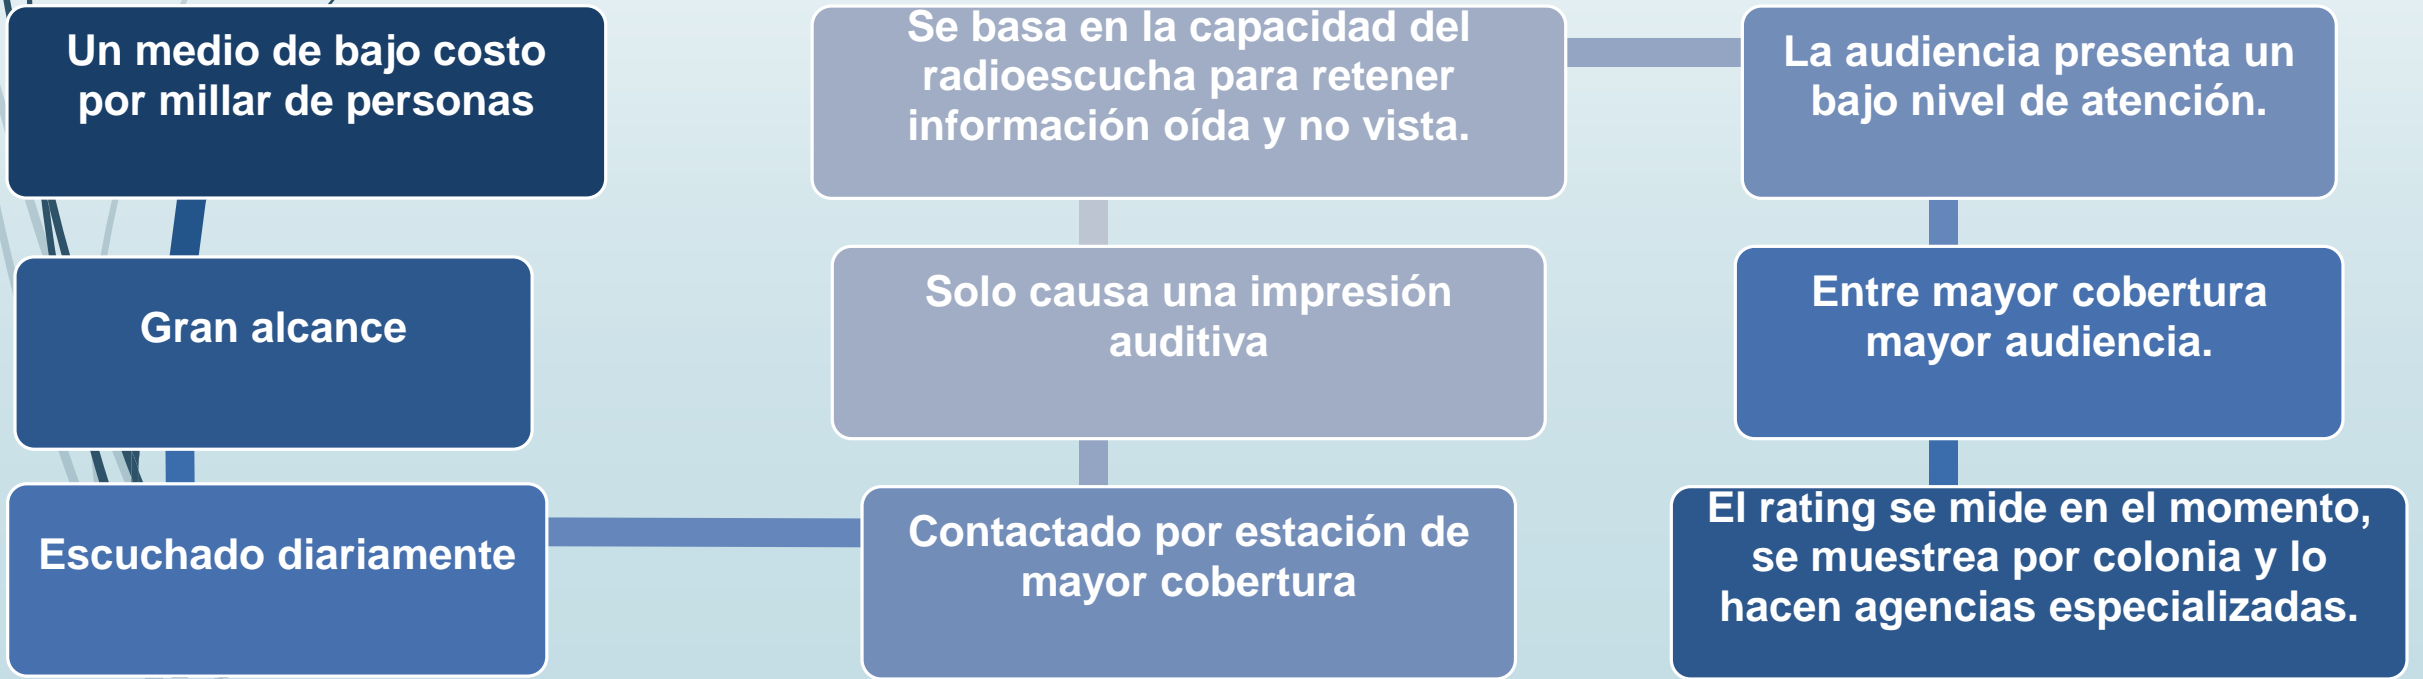 Un medio de bajo costo
por millar de personas
Gran alcance
Escuchado diariamente
Contactado por estación de
mayor cobertura
Solo causa una impresión
auditiva
Se basa en la capacidad del
radioescucha para retener
información oída y no vista.
La audiencia presenta un
bajo nivel de atención.
Entre mayor cobertura
mayor audiencia.
El rating se mide en el momento,
se muestrea por colonia y lo
hacen agencias especializadas.